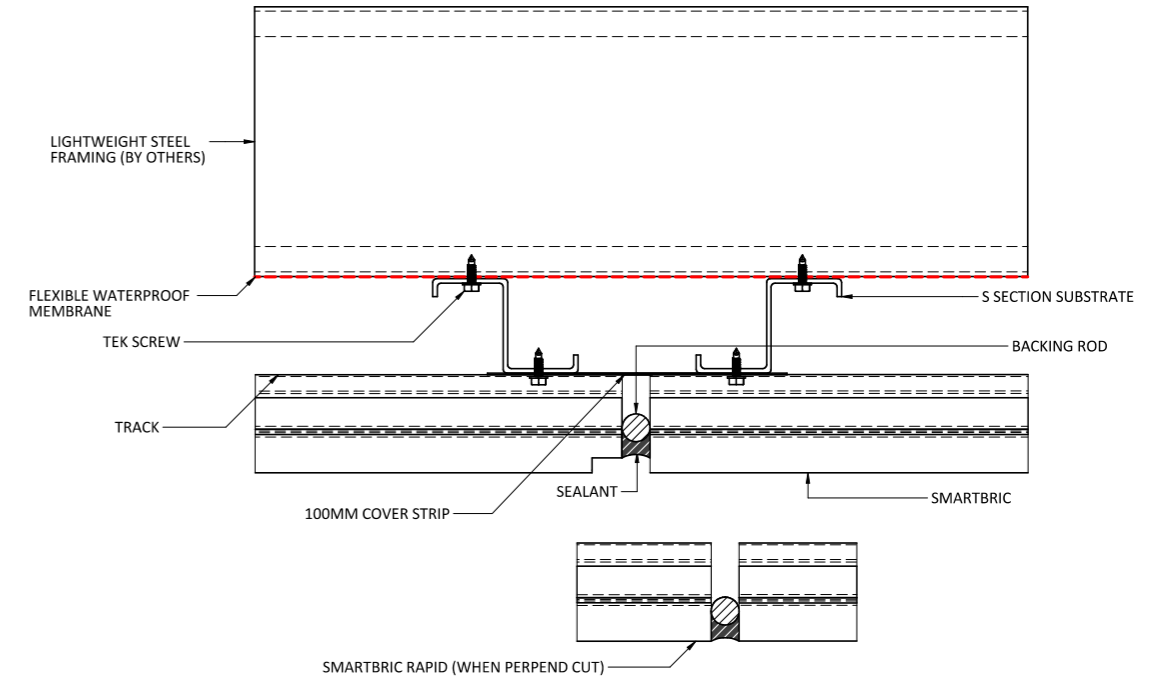 LIGHTWEIGHT STEEL
FRAMING (BY OTHERS)
FLEXIBLE WATERPROOF
MEMBRANE
S SECTION SUBSTRATE
TEK SCREW
BACKING ROD
TRACK
SEALANT
SMARTBRIC
100MM COVER STRIP
SMARTBRIC RAPID (WHEN PERPEND CUT)